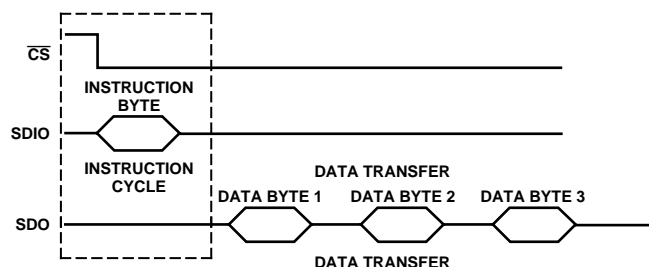 CS
INSTRUCTION
BYTE
SDIO
INSTRUCTION
CYCLE
DATA TRANSFER
DATA BYTE 1 DATA BYTE 2 DATA BYTE 3
SDO
DATA TRANSFER